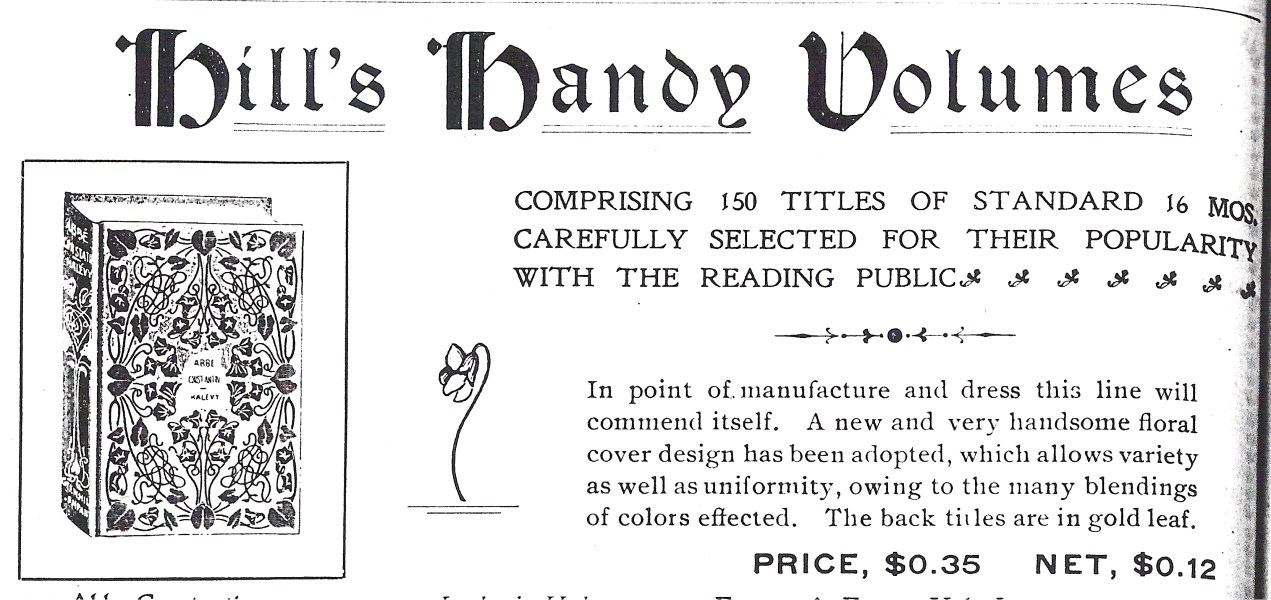 Hill's Handy Volumes
COMPRISING 150 TITLES OF STANDARD 16 MOS.
CAREFULLY SELECTED FOR THEIR POPULARITY
WITH THE READING PUBLIC
ABBE
CONSTANTIN
HALÉVY
In point of manufacture and dress this line will
commend itself. A new and very handsome floral
cover design has been adopted, which allows variety
as well as uniformity, owing to the many blendings
of colors effected. The back titles are in gold leaf.
PRICE, $0.35 NET, $0.12